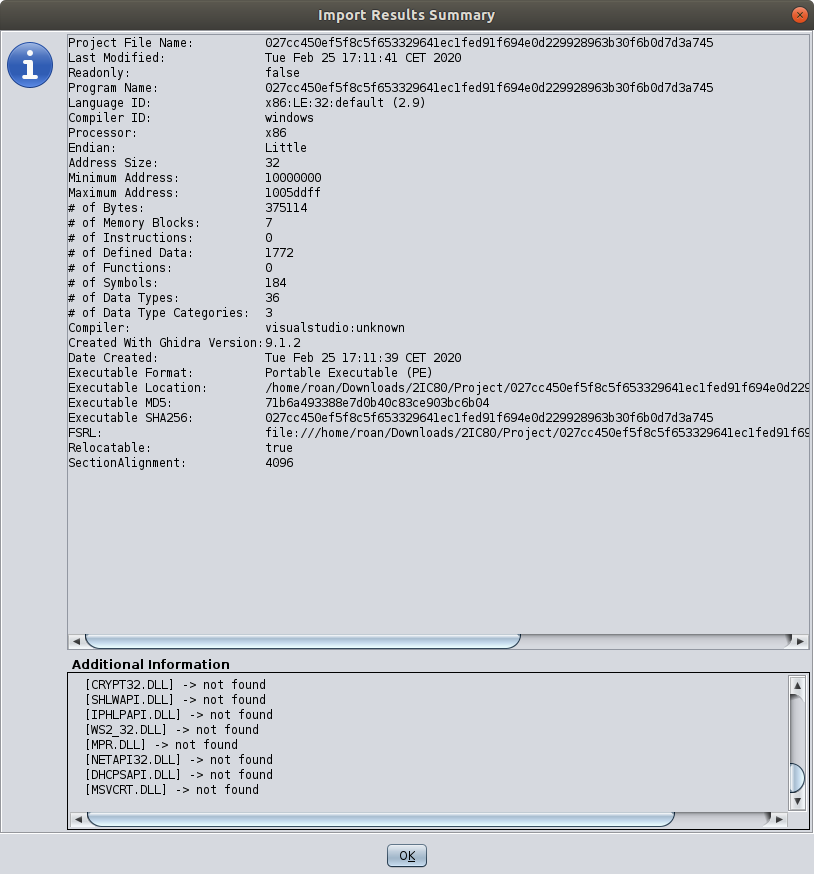 Import Results Summary
Project File Name: 027cc450ef5f8c5f653329641ec1fed91f694e0d229928963b30f6b0d7d3a745
Last Modified: Tue Feb 25 17:11:41 CET 2020
Readonly: false
Program Name: 027cc450ef5f8c5f653329641ec1fed91f694e0d229928963b30f6b0d7d3a745
Language ID: x86:LE:32:default (2.9)
Compiler ID: windows
Processor: x86
Endian: Little
Address Size: 32
Minimum Address: 10000000
Maximum Address: 1005ddff
# of Bytes: 375114
# of Memory Blocks: 7
# of Instructions: 0
# of Defined Data: 1772
# of Functions: 0
# of Symbols: 184
# of Data Types: 36
# of Data Type Categories: 3
Compiler: visualstudio:unknown
Created With Ghidra Version: 9.1.2
Date Created: Tue Feb 25 17:11:39 CET 2020
Executable Format: Portable Executable (PE)
Executable Location: /home/roan/Downloads/2IC80/Project/027cc450ef5f8c5f653329641ec1fed91f694e0d229
Executable MD5: 71b6a493388e7d0b40c83ce903bc6b04
Executable SHA256: 027cc450ef5f8c5f653329641ec1fed91f694e0d229928963b30f6b0d7d3a745
FSRL: file:///home/roan/Downloads/2IC80/Project/027cc450ef5f8c5f653329641ec1fed91f69
Relocatable: true
SectionAlignment: 4096
Additional Information
[CRYPT32.DLL] -> not found
[SHLWAPI.DLL] -> not found
[IPHLPAPI.DLL] -> not found
[WS2_32.DLL] -> not found
[MPR.DLL] -> not found
[NETAPI32.DLL] -> not found
[DHCPSAPI.DLL] -> not found
[MSVCRT.DLL] -> not found
OK